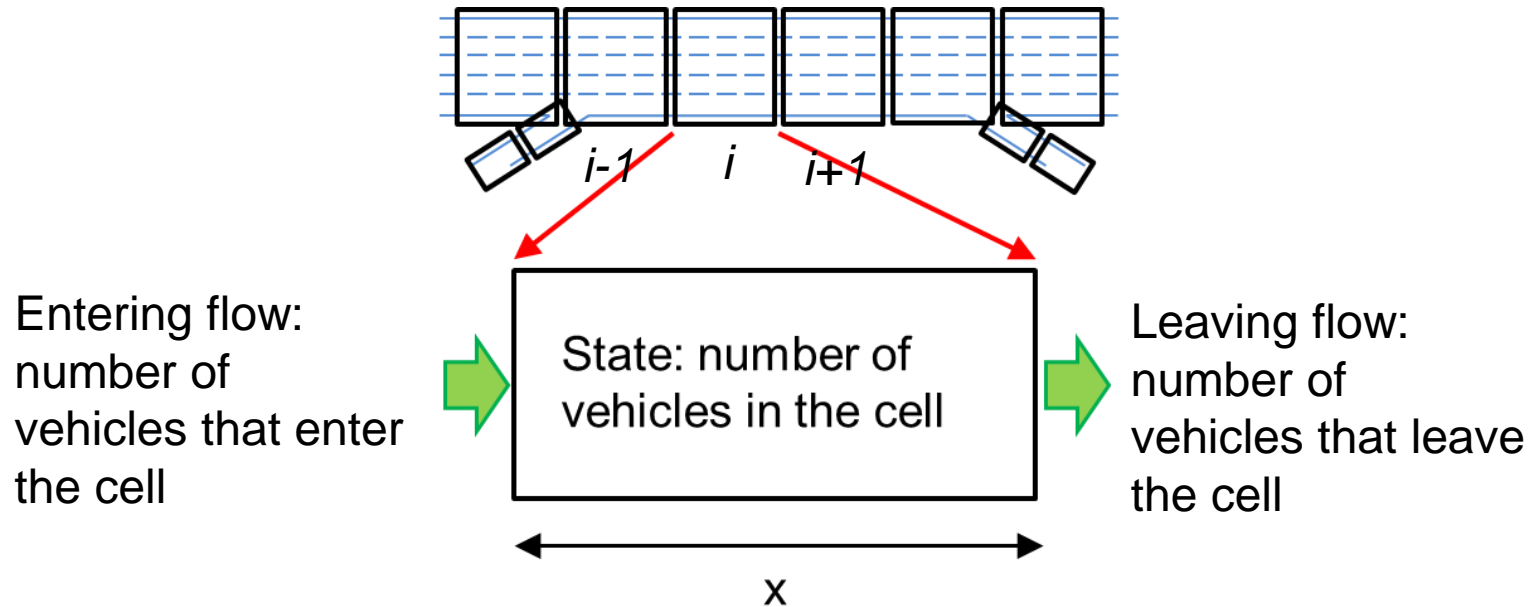 i-1 i i+1
Entering flow:
number of
vehicles that enter
the cell
State: number of
vehicles in the cell
Leaving flow:
number of
vehicles that leave
the cell
x